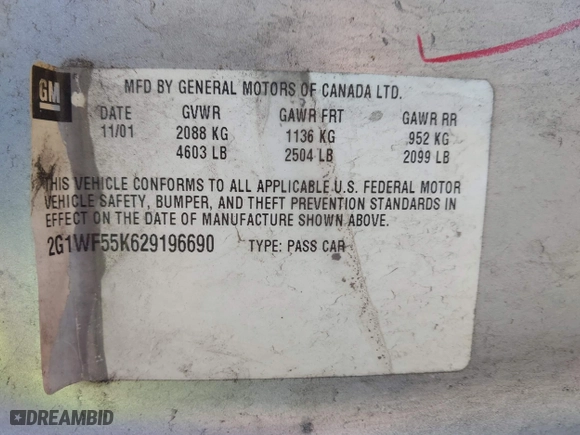 GM
MFD BY GENERAL MOTORS OF CANADA LTD.
DATE GVWR GAWR FRT GAWR RR
11/01 2088 KG 1136 KG 952 KG
4603 LB 2504 LB 2099 LB
THIS VEHICLE CONFORMS TO ALL APPLICABLE U.S. FEDERAL MOTOR
VEHICLE SAFETY, BUMPER, AND THEFT PREVENTION STANDARDS IN
EFFECT ON THE DATE OF MANUFACTURE SHOWN ABOVE.
2G1WF55K629196690 TYPE: PASS CAR
DREAMBID